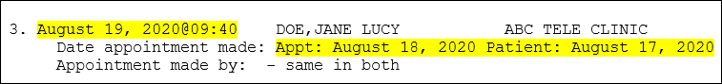 3. August 19, 2020@09:40 DOE,JANE LUCY ABC TELE CLINIC
Date appointment made: Appt: August 18, 2020 Patient: August 17, 2020
Appointment made by: - same in both